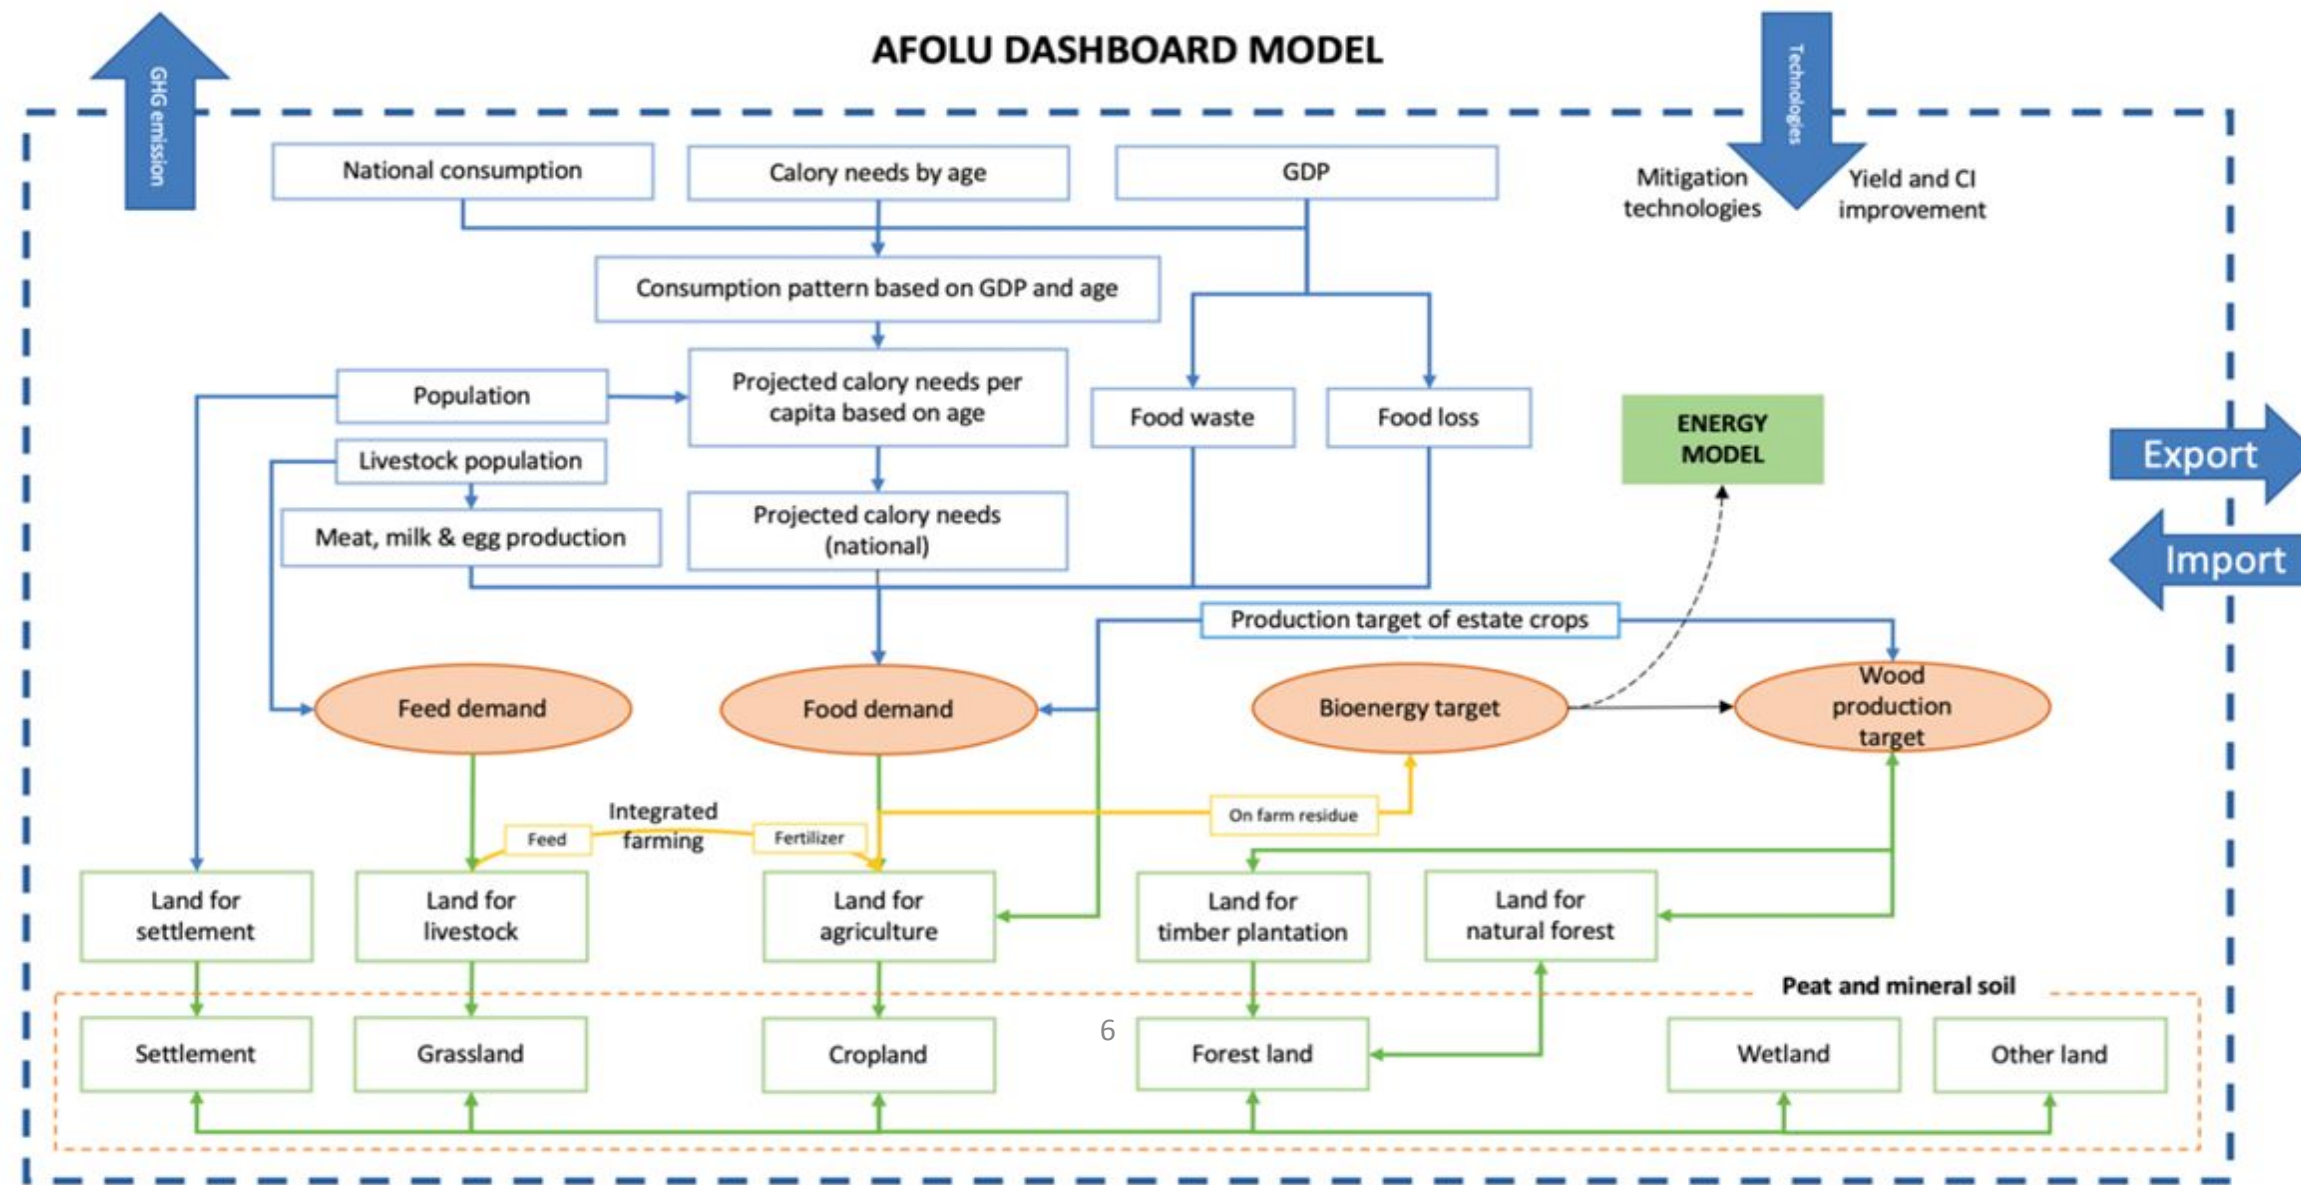 AFOLU DASHBOARD MODEL
GHG emission
Technologies
Mitigation
technologies
Yield and CI
improvement
National consumption
Calory needs by age
GDP
Consumption pattern based on GDP and age
Population
Projected calory needs per
capita based on age
Food waste
Food loss
ENERGY
MODEL
Export
Import
Livestock population
Meat, milk & egg production
Projected calory needs
(national)
Production target of estate crops
Feed demand
Food demand
Bioenergy target
Wood
production
target
Integrated
farming
Feed
Fertilizer
On farm residue
Land for
settlement
Land for
livestock
Land for
agriculture
Land for
timber plantation
Land for
natural forest
Peat and mineral soil
Settlement
Grassland
Cropland
6
Forest land
Wetland
Other land